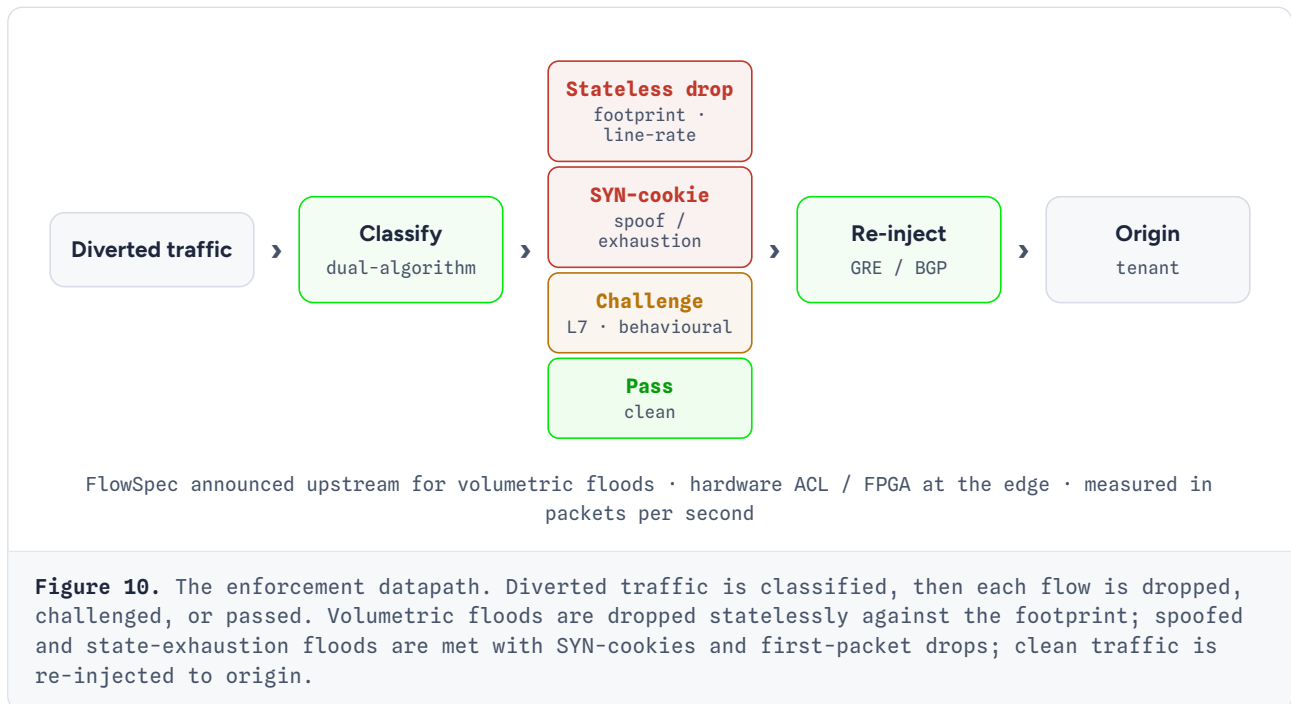 Diverted traffic
›
Classify
dual-algorithm
›
Stateless drop
footprint ·
line-rate
SYN-cookie
spoof /
exhaustion
Challenge
L7 · behavioural
Pass
clean
›
Re-inject
GRE / BGP
›
Origin
tenant
FlowSpec announced upstream for volumetric floods · hardware ACL / FPGA at the edge · measured in
packets per second
Figure 10. The enforcement datapath. Diverted traffic is classified, then each flow is dropped,
challenged, or passed. Volumetric floods are dropped statelessly against the footprint; spoofed
and state-exhaustion floods are met with SYN-cookies and first-packet drops; clean traffic is
re-injected to origin.